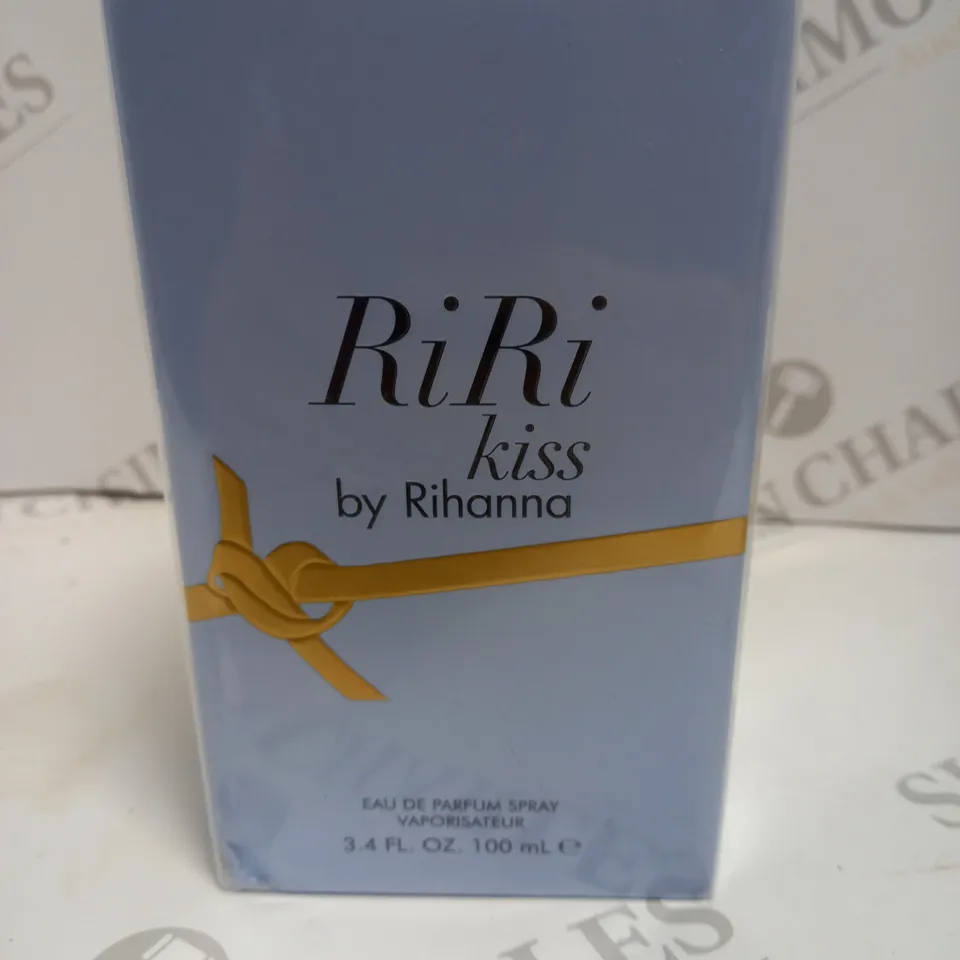 RiRi
kiss
by Rihanna
EAU DE PARFUM SPRAY
VAPORISATEUR
3.4 FL. OZ. 100 mL ℮